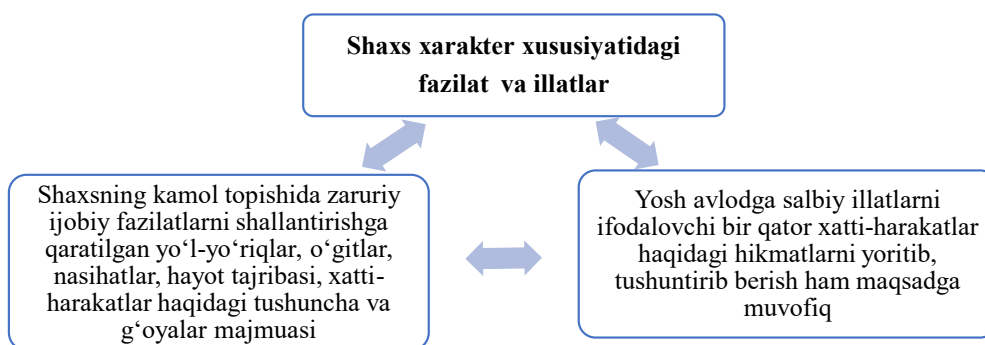 Shaxs xarakter xususiyatidagi
fazilat va illatlar
Shaxsning kamol topishida zaruriy
ijobiy fazilatlarni shallantirishga
qaratilgan yo‘l-yo‘riqlar, o‘gitlar,
nasihatlar, hayot tajribasi, xatti-
harakatlar haqidagi tushuncha va
g‘oyalar majmuasi
Yosh avlodga salbiy illatlarni
ifodalovchi bir qator xatti-harakatlar
haqidagi hikmatlarni yoritib,
tushuntirib berish ham maqsadga
muvofiq